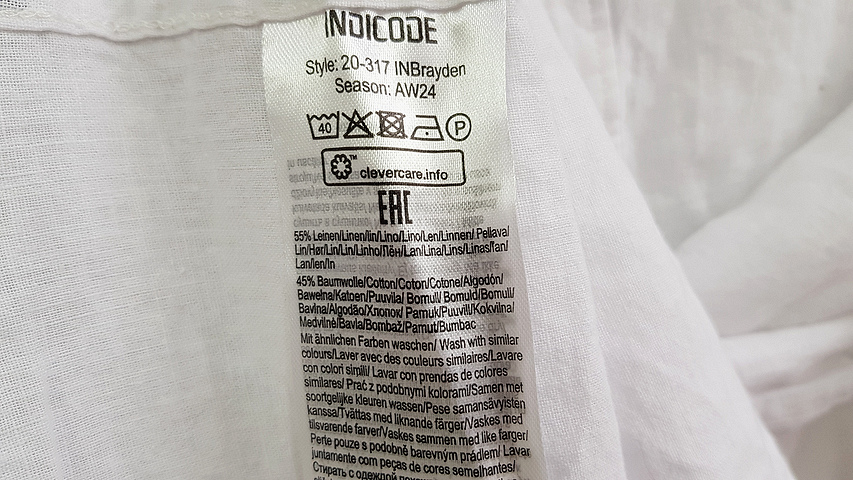 INDICODE
Style: 20-317 INBrayden
Season: AW24
40 P
clevercare.info
EAC
55% Leinen/Linen/lin/Lino/Lino/Len/Linnen/ Pellava/
Lin/Hør/Lin/Lin/Linho/Лён/Lan/Lina/Lins/Linas/Tan/
Lan/len/In
45% Baumwolle/Cotton/Coton/Cotone/Algodón/
Bawełna/Katoen/Puuvilla/ Bomull/ Bomuld/Bomull/
Bavlna/Algodão/Хлопок/ Pamuk/Puuvill/Kokvilna/
Medvilnė/Bavla/Bombaž/Pamut/Bumbac
Mit ähnlichen Farben waschen/ Wash with similar
colours/Laver avec des couleurs similaires/Lavare
con colori simili/ Lavar con prendas de colores
similares/ Prać z podobnymi kolorami/Samen met
soortgelijke kleuren wassen/Pese samansävyisten
kanssa/Tvättas med liknande färger/Vaskes med
tilsvarende farver/Vaskes sammen med like farger/
Perte pouze s podobně barevným prádlem/ Lavar
juntamente com peças de cores semelhantes/
Стирать с одеждой